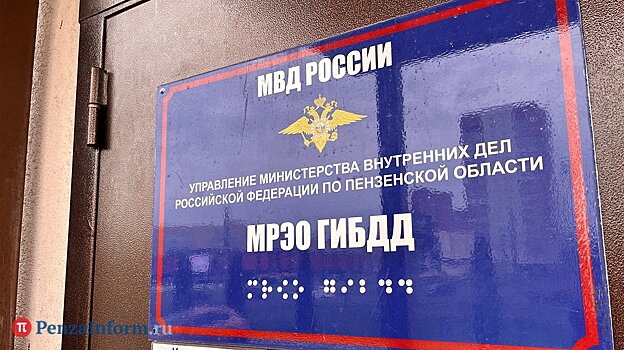 МВД РОССИИ
УПРАВЛЕНИЕ МИНИСТЕРСТВА ВНУТРЕННИХ ДЕЛ
РОССИЙСКОЙ ФЕДЕРАЦИИ ПО ПЕНЗЕНСКОЙ ОБЛАСТИ
МРЭО ГИБДД
π PenzaInform.ru